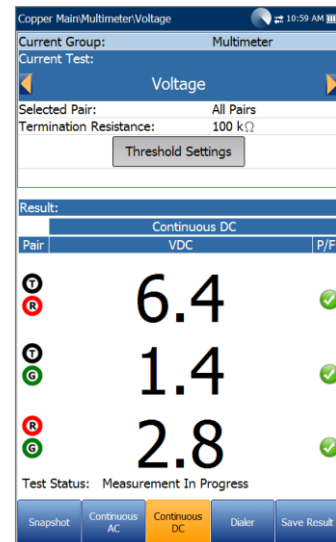 Copper Main\Multimeter\Voltage 10:59 AM
Current Group: Multimeter
Current Test:
Voltage
Selected Pair: All Pairs
Termination Resistance: 100 kΩ
Threshold Settings
Result:
Continuous DC
Pair VDC P/F
T
R
6.4
T
G
1.4
R
G
2.8
Test Status: Measurement In Progress
Snapshot
Continuous
AC
Continuous
DC
Dialer
Save Result